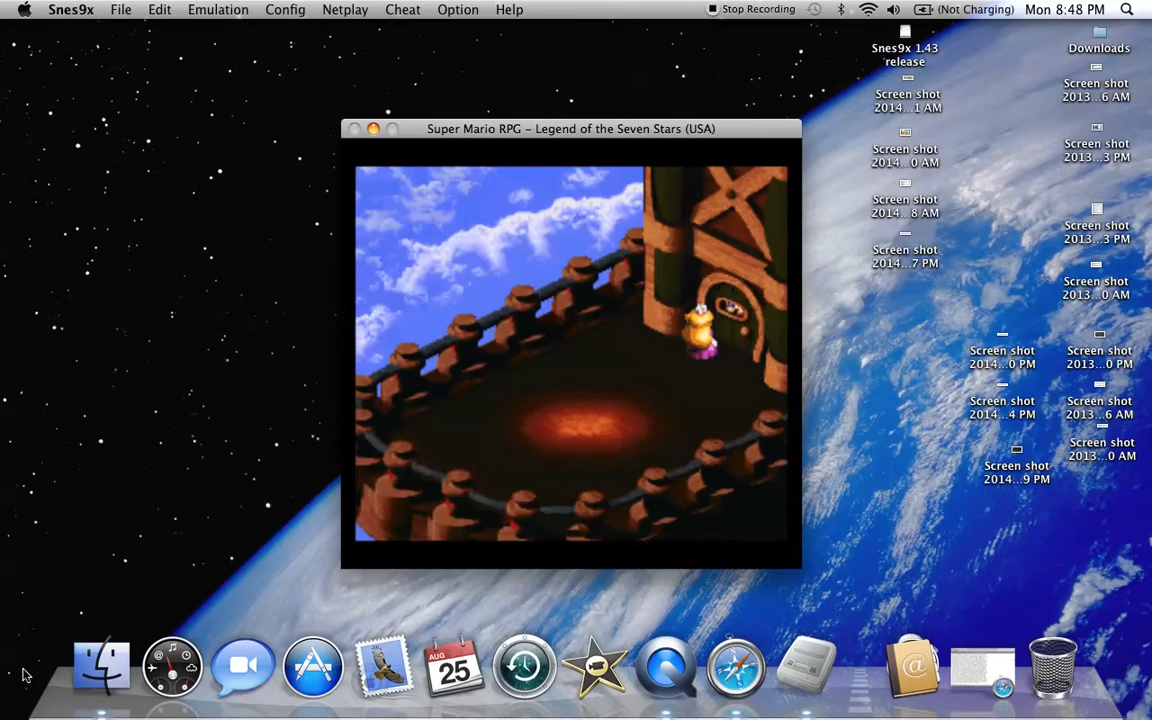 Snes9x File Edit Emulation Config Netplay Cheat Option Help Stop Recording (Not Charging) Mon 8:48 PM
Super Mario RPG – Legend of the Seven Stars (USA)
Snes9x 1.43
release
Screen shot
2014...1 AM
Screen shot
2014...0 AM
Screen shot
2014...8 AM
Screen shot
2014...7 PM
Screen shot
2014...0 PM
Screen shot
2014...4 PM
Screen shot
2014...9 PM
Downloads
Screen shot
2013...6 AM
Screen shot
2013...3 PM
Screen shot
2013...3 PM
Screen shot
2013...0 AM
Screen shot
2013...0 PM
Screen shot
2013...6 AM
Screen shot
2013...0 AM
AUG
25
@